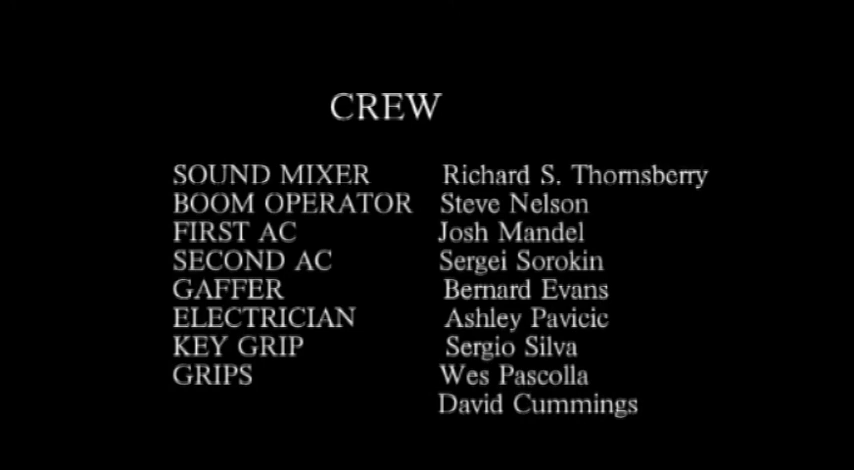 CREW
SOUND MIXER Richard S. Thornsberry
BOOM OPERATOR Steve Nelson
FIRST AC Josh Mandel
SECOND AC Sergei Sorokin
GAFFER Bernard Evans
ELECTRICIAN Ashley Pavicic
KEY GRIP Sergio Silva
GRIPS Wes Pascolla
David Cummings